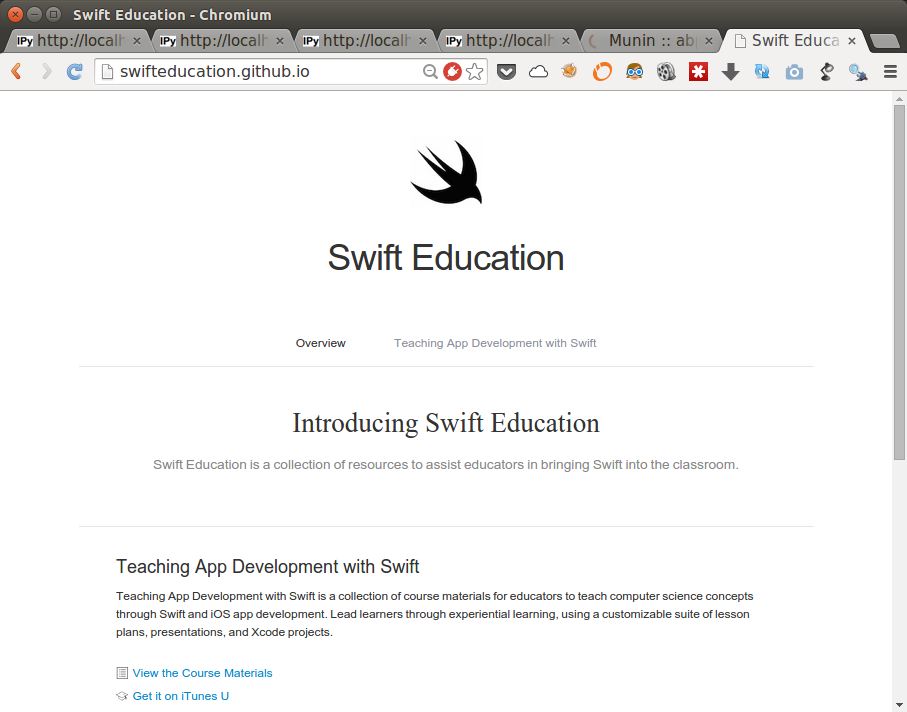 Swift Education - Chromium
IPy http://localh
IPy http://localh
IPy http://localh
IPy http://localh
Munin :: ab
Swift Educa
swifteducation.github.io
Swift Education
Overview
Teaching App Development with Swift
Introducing Swift Education
Swift Education is a collection of resources to assist educators in bringing Swift into the classroom.
Teaching App Development with Swift
Teaching App Development with Swift is a collection of course materials for educators to teach computer science concepts
through Swift and iOS app development. Lead learners through experiential learning, using a customizable suite of lesson
plans, presentations, and Xcode projects.
View the Course Materials
Get it on iTunes U